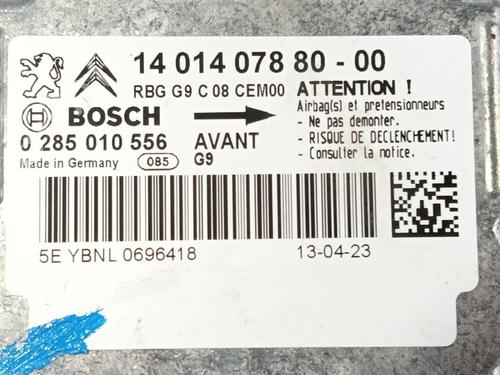 14 014 078 80 - 00
RBG G9 C 08 CEM00
BOSCH
0 285 010 556
AVANT
Made in Germany
085
G9
ATTENTION !
Airbag(s) et pretensionneurs
- Ne pas demonter.
- RISQUE DE DECLENCHEMENT!
- Consulter la notice.
5E YBNL 0696418
13-04-23